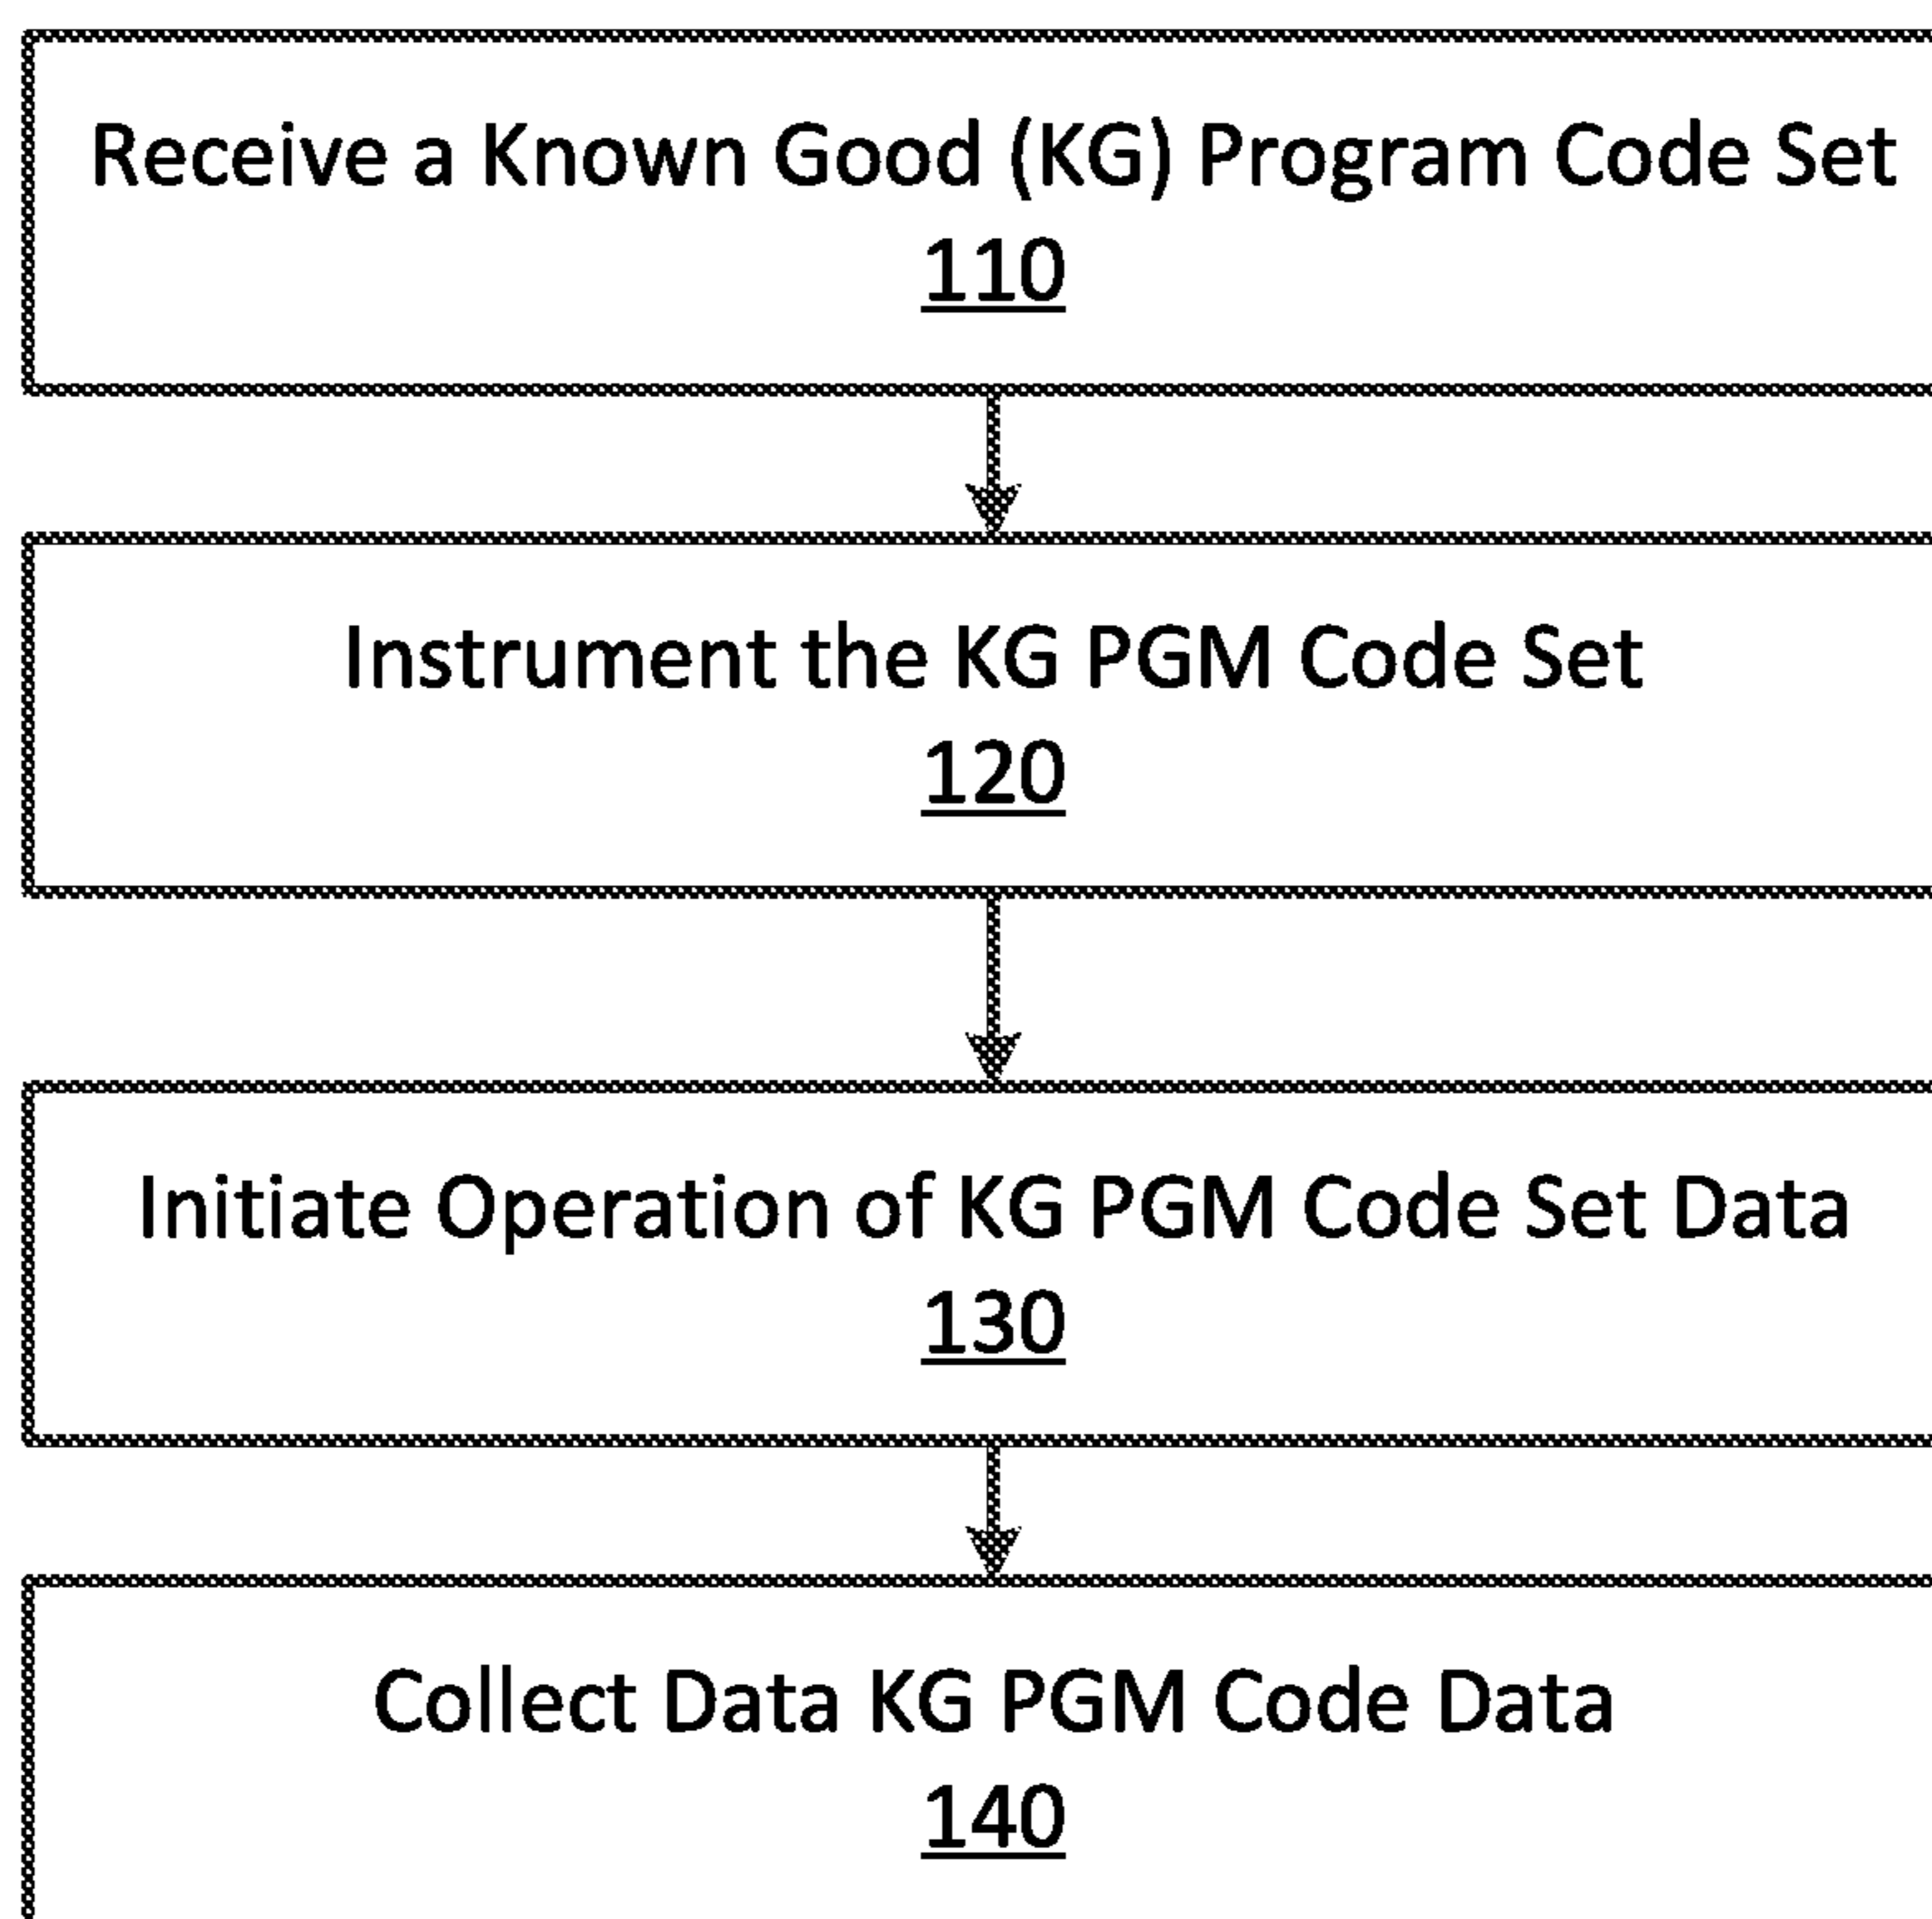 Receive a Known Good (KG) Program Code Set
110
Instrument the KG PGM Code Set
120
Initiate Operation of KG PGM Code Set Data
130
Collect Data KG PGM Code Data
140